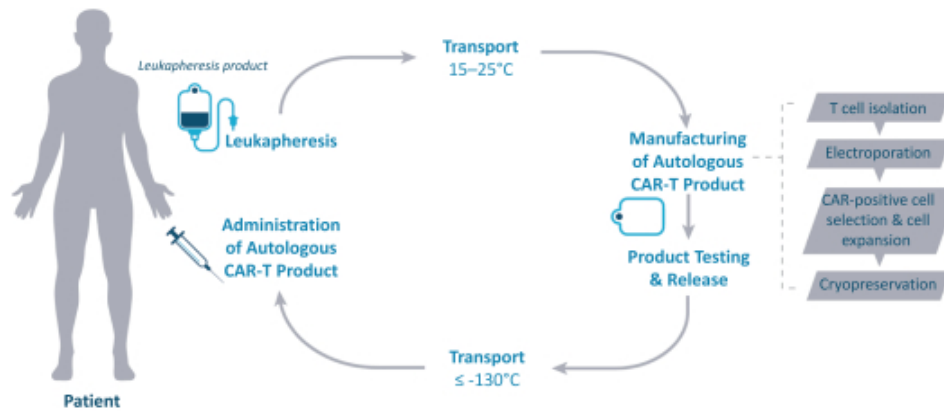 Leukapheresis product
Leukapheresis
Transport
15–25°C
Manufacturing
of Autologous
CAR-T Product
T cell isolation
Electroporation
CAR-positive cell
selection & cell
expansion
Cryopreservation
Product Testing
& Release
Transport
≤ -130°C
Administration
of Autologous
CAR-T Product
Patient